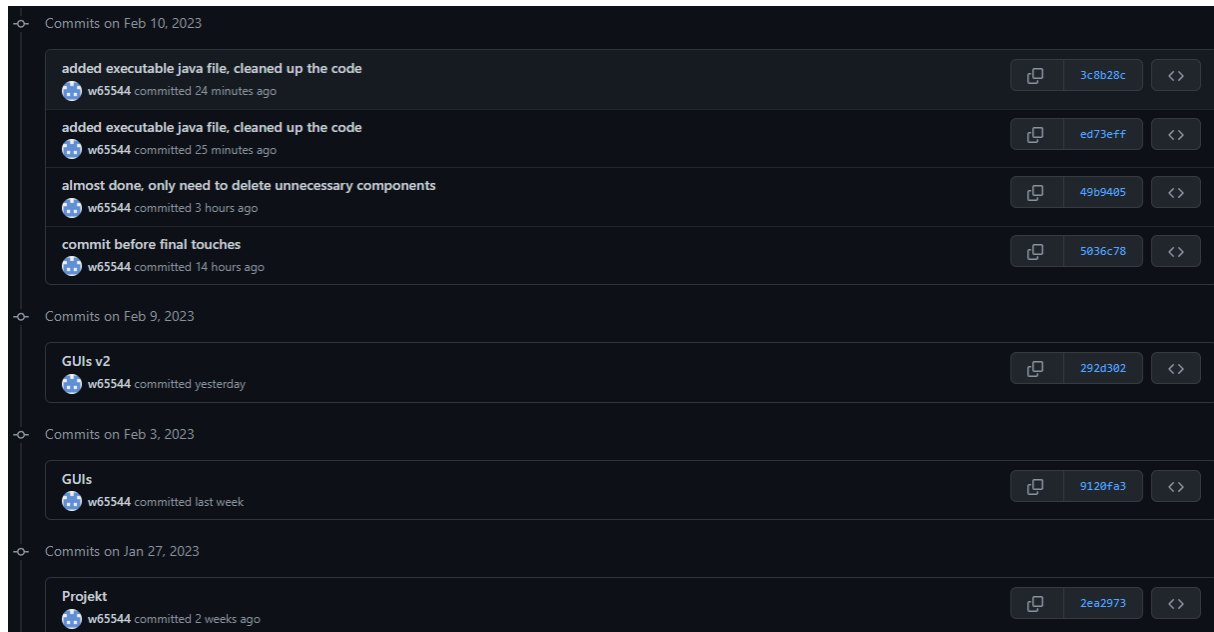 Commits on Feb 10, 2023
added executable java file, cleaned up the code
w65544 committed 24 minutes ago
3c8b28c
added executable java file, cleaned up the code
w65544 committed 25 minutes ago
ed73eff
almost done, only need to delete unnecessary components
w65544 committed 3 hours ago
49b9405
commit before final touches
w65544 committed 14 hours ago
5036c78
Commits on Feb 9, 2023
GUIs v2
w65544 committed yesterday
292d302
Commits on Feb 3, 2023
GUIs
w65544 committed last week
9120fa3
Commits on Jan 27, 2023
Projekt
w65544 committed 2 weeks ago
2ea2973